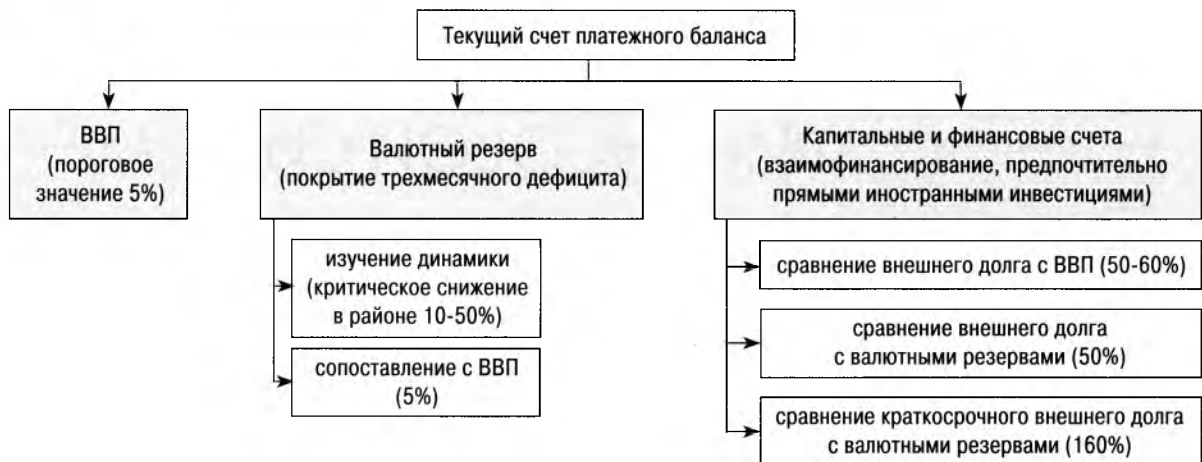 Текущий счет платежного баланса
ВВП
(пороговое
значение 5%)
Валютный резерв
(покрытие трехмесячного дефицита)
изучение динамики
(критическое снижение
в районе 10-50%)
сопоставление с ВВП
(5%)
Капитальные и финансовые счета
(взаимофинансирование, предпочтительно
прямыми иностранными инвестициями)
сравнение внешнего долга с ВВП (50-60%)
сравнение внешнего долга
с валютными резервами (50%)
сравнение краткосрочного внешнего долга
с валютными резервами (160%)